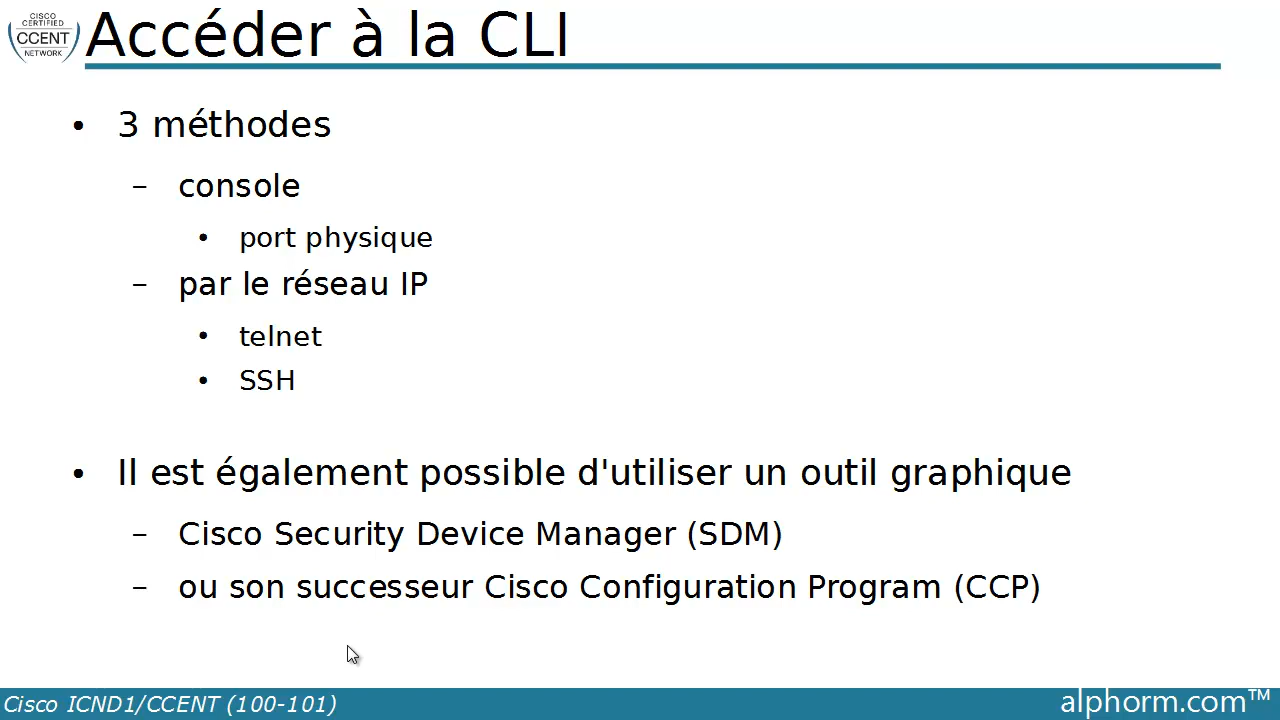 CISCO
CERTIFIED
CCENT
NETWORK
Accéder à la CLI
• 3 méthodes
– console
• port physique
– par le réseau IP
• telnet
• SSH
• Il est également possible d'utiliser un outil graphique
– Cisco Security Device Manager (SDM)
– ou son successeur Cisco Configuration Program (CCP)
Cisco ICND1/CCENT (100-101)
alphorm.com™